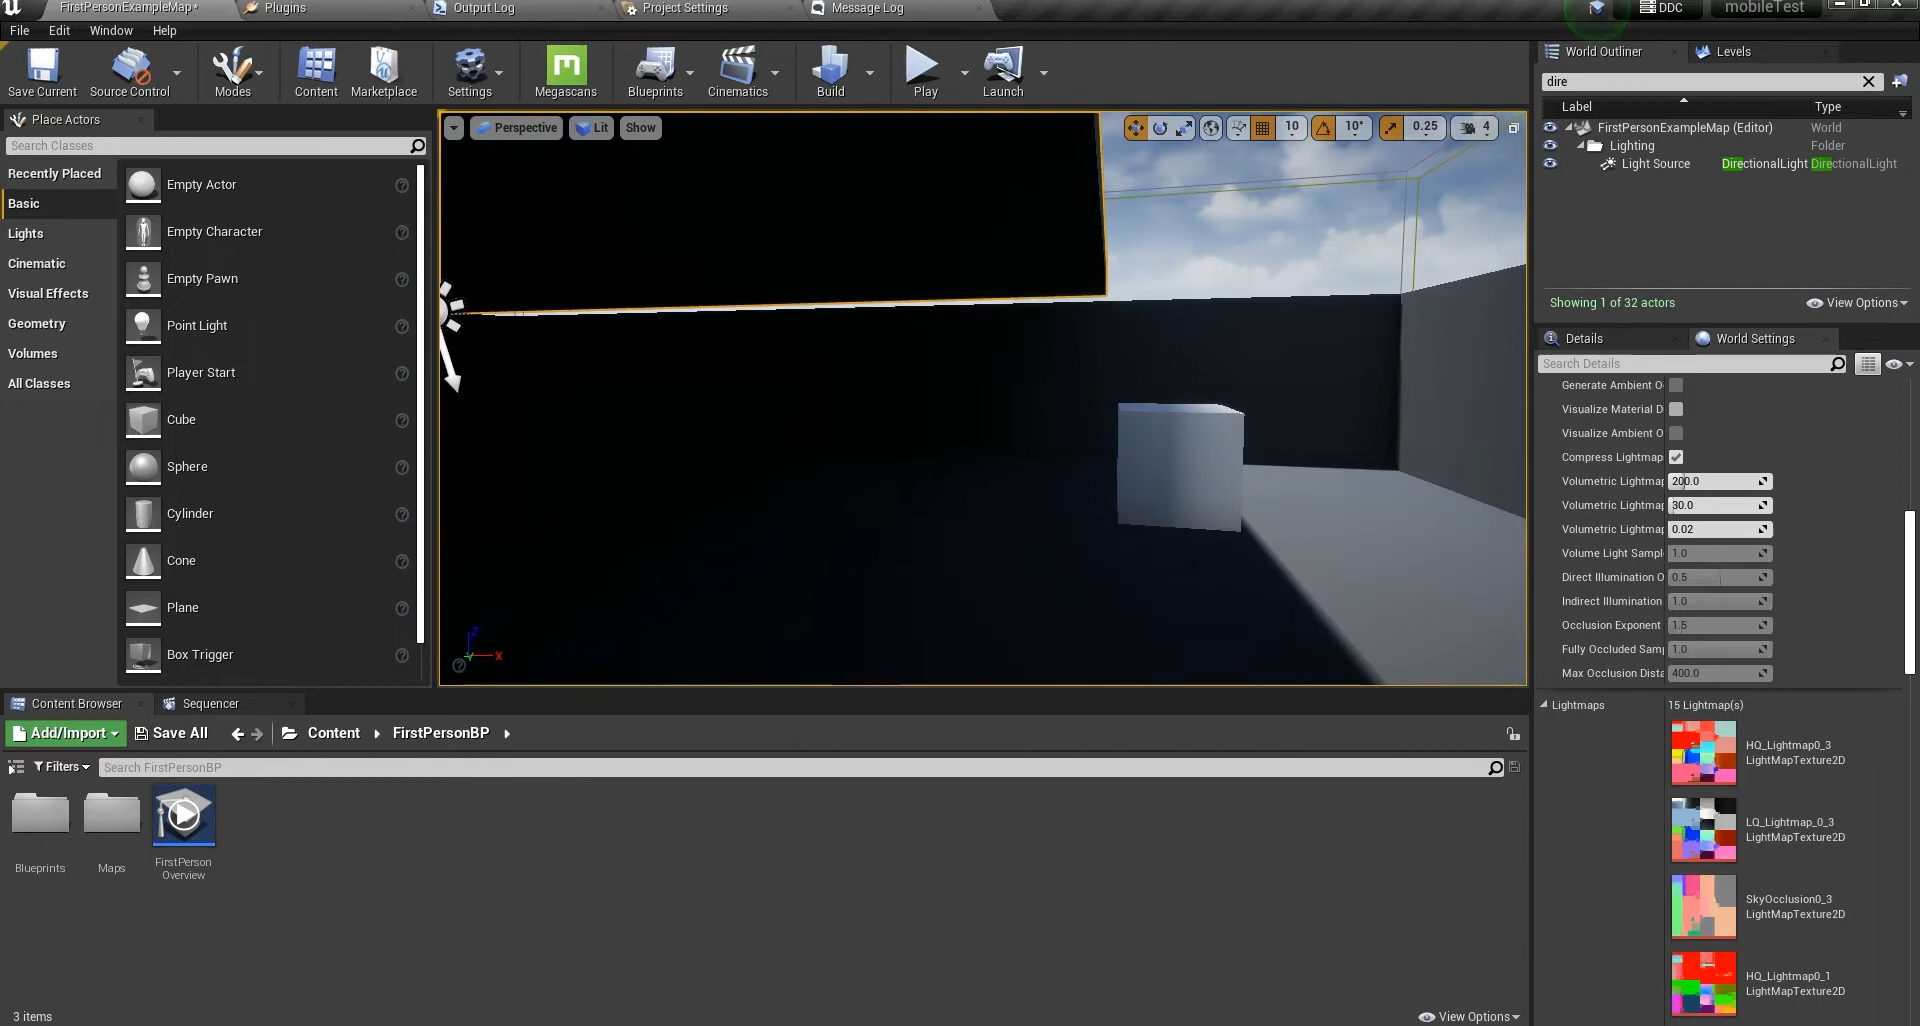 FirstPersonExampleMap*
Plugins
Output Log
Project Settings
Message Log
DDC
mobileTest
File Edit Window Help
Save Current
Source Control
Modes
Content
Marketplace
Settings
Megascans
Blueprints
Cinematics
Build
Play
Launch
Place Actors
Search Classes
Recently Placed
Basic
Lights
Cinematic
Visual Effects
Geometry
Volumes
All Classes
Empty Actor
Empty Character
Empty Pawn
Point Light
Player Start
Cube
Sphere
Cylinder
Cone
Plane
Box Trigger
Perspective
Lit
Show
10
10°
0.25
4
Z
X
World Outliner
Levels
dire
Label
Type
FirstPersonExampleMap (Editor) World
Lighting Folder
Light Source DirectionalLight DirectionalLight
Showing 1 of 32 actors
View Options
Details
World Settings
Search Details
Generate Ambient O
Visualize Material D
Visualize Ambient O
Compress Lightmap
Volumetric Lightmap 200.0
Volumetric Lightmap 30.0
Volumetric Lightmap 0.02
Volume Light Sampl 1.0
Direct Illumination O 0.5
Indirect Illumination 1.0
Occlusion Exponent 1.5
Fully Occluded Sam 1.0
Max Occlusion Dista 400.0
Lightmaps
15 Lightmap(s)
HQ_Lightmap0_3
LightMapTexture2D
LQ_Lightmap_0_3
LightMapTexture2D
SkyOcclusion0_3
LightMapTexture2D
HQ_Lightmap0_1
LightMapTexture2D
Content Browser
Sequencer
Add/Import
Save All
Content
FirstPersonBP
Filters
Search FirstPersonBP
Blueprints
Maps
FirstPerson
Overview
3 items
View Options